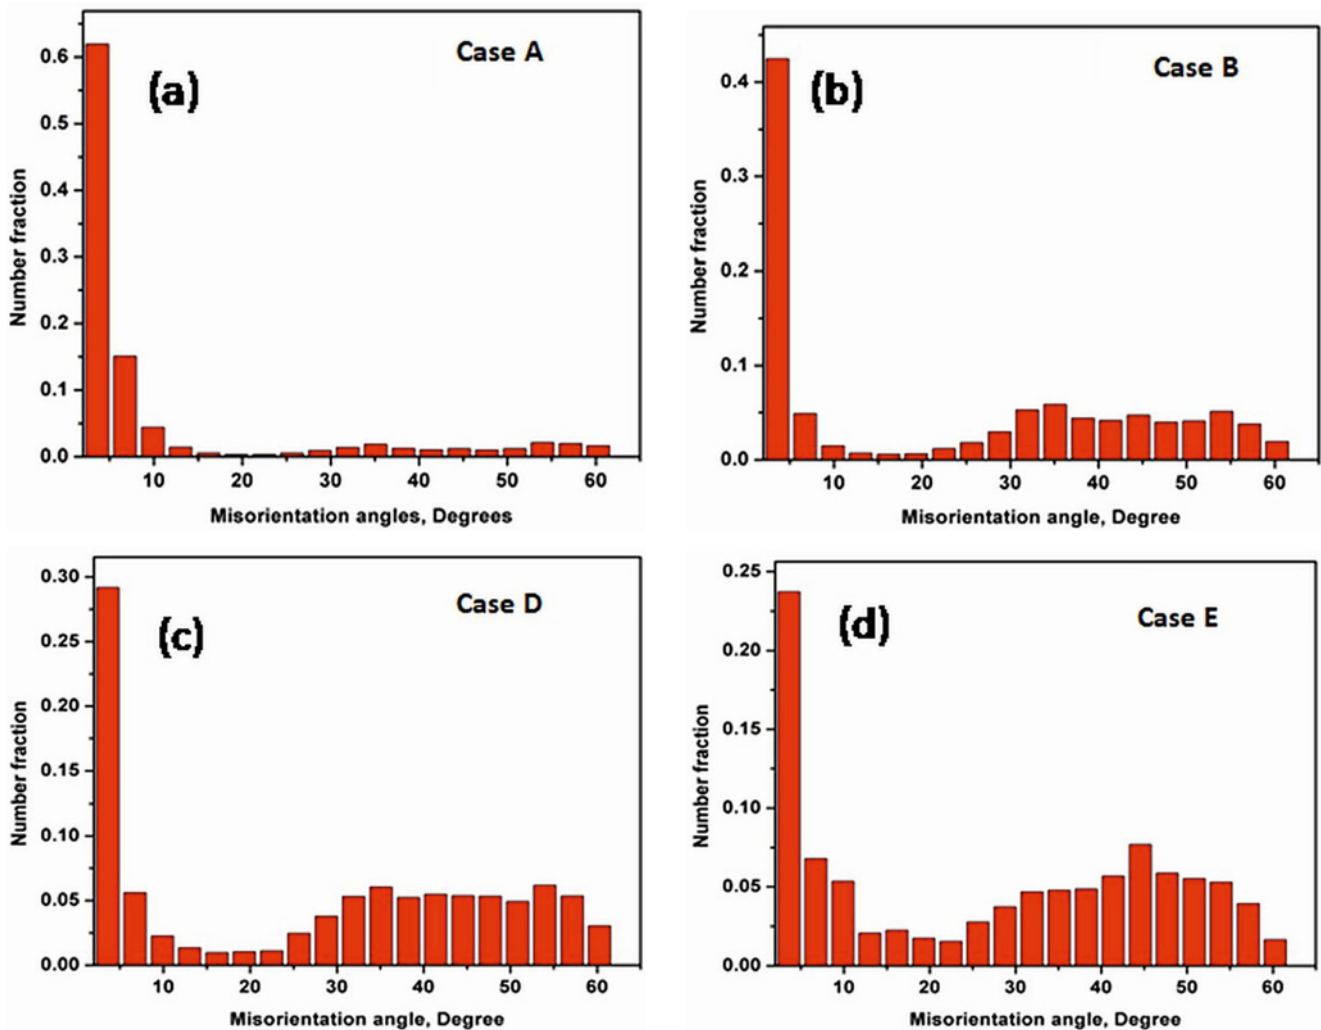 Case A
(a)
0.6
0.5
0.4
0.3
0.2
0.1
0.0
Number fraction
10 20 30 40 50 60
Misorientation angles, Degrees
Case B
(b)
0.4
0.3
0.2
0.1
0.0
Number fraction
10 20 30 40 50 60
Misorientation angle, Degree
Case D
(c)
0.30
0.25
0.20
0.15
0.10
0.05
0.00
Number fraction
10 20 30 40 50 60
Misorientation angle, Degree
Case E
(d)
0.25
0.20
0.15
0.10
0.05
0.00
Number fraction
10 20 30 40 50 60
Misorientation angle, Degree